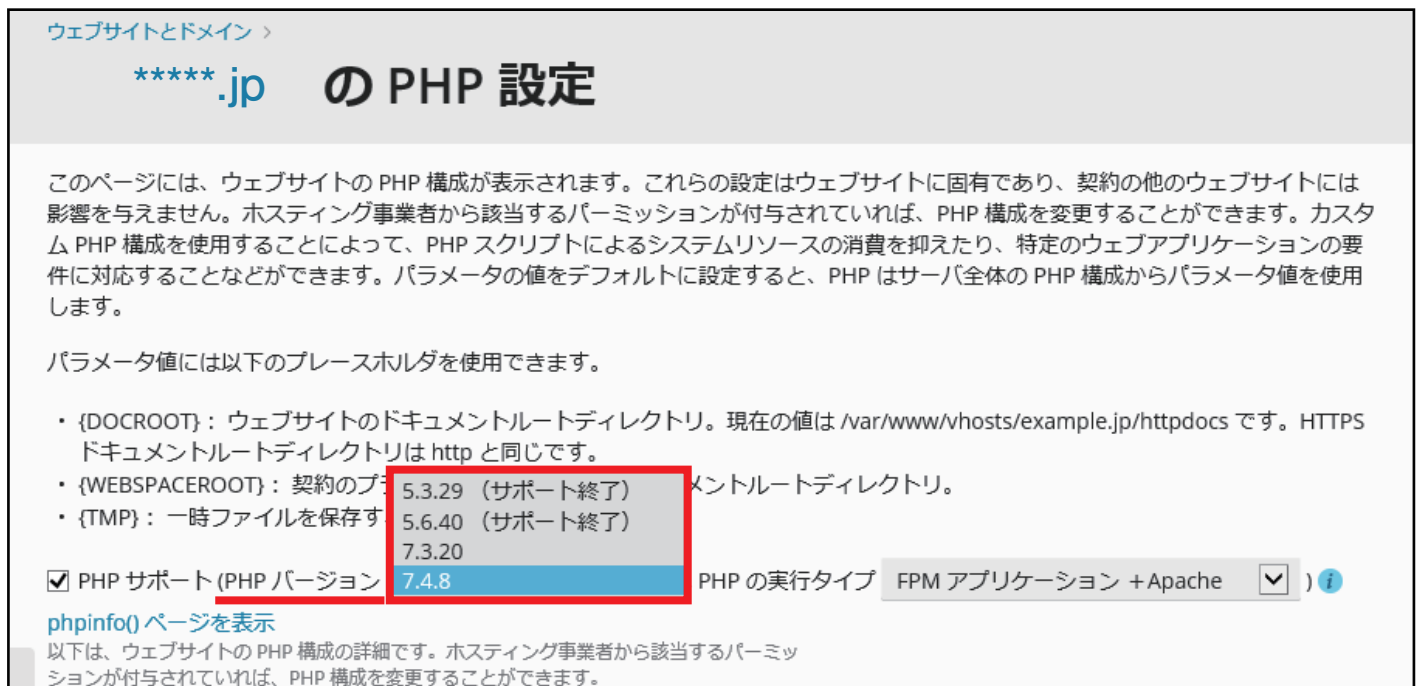 ウェブサイトとドメイン >
*****.jp の PHP 設定
このページには、ウェブサイトの PHP 構成が表示されます。これらの設定はウェブサイトに固有であり、契約の他のウェブサイトには
影響を与えません。ホスティング事業者から該当するパーミッションが付与されていれば、PHP 構成を変更することができます。カスタ
ム PHP 構成を使用することによって、PHP スクリプトによるシステムリソースの消費を抑えたり、特定のウェブアプリケーションの要
件に対応することなどができます。パラメータの値をデフォルトに設定すると、PHP はサーバ全体の PHP 構成からパラメータ値を使用
します。
パラメータ値には以下のプレースホルダを使用できます。
・{DOCROOT}： ウェブサイトのドキュメントルートディレクトリ。現在の値は /var/www/vhosts/example.jp/httpdocs です。HTTPS
ドキュメントルートディレクトリは http と同じです。
・{WEBSPACEROOT}： 契約のプ メントルートディレクトリ。
・{TMP}： 一時ファイルを保存す
5.3.29 （サポート終了）
5.6.40 （サポート終了）
7.3.20
PHP サポート (PHP バージョン 7.4.8 PHP の実行タイプ FPM アプリケーション +Apache ) i
phpinfo() ページを表示
以下は、ウェブサイトの PHP 構成の詳細です。ホスティング事業者から該当するパーミッ
ションが付与されていれば、PHP 構成を変更することができます。